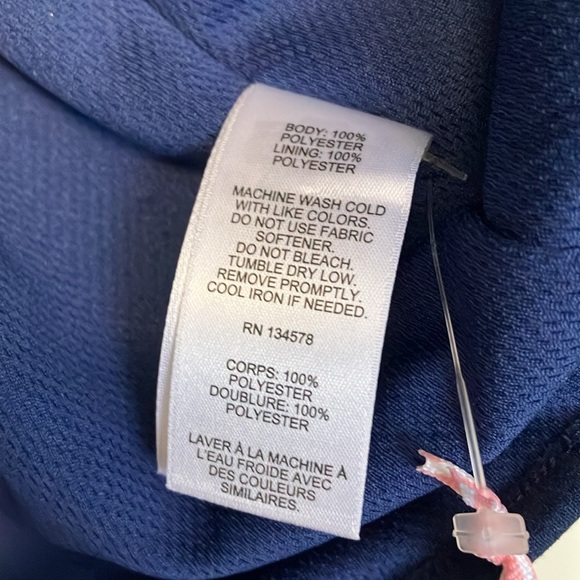 BODY: 100%
POLYESTER
LINING: 100%
POLYESTER
MACHINE WASH COLD
WITH LIKE COLORS.
DO NOT USE FABRIC
SOFTENER.
DO NOT BLEACH.
TUMBLE DRY LOW.
REMOVE PROMPTLY.
COOL IRON IF NEEDED.
RN 134578
CORPS: 100%
POLYESTER
DOUBLURE: 100%
POLYESTER
LAVER À LA MACHINE À
L'EAU FROIDE AVEC
DES COULEURS
SIMILAIRES.